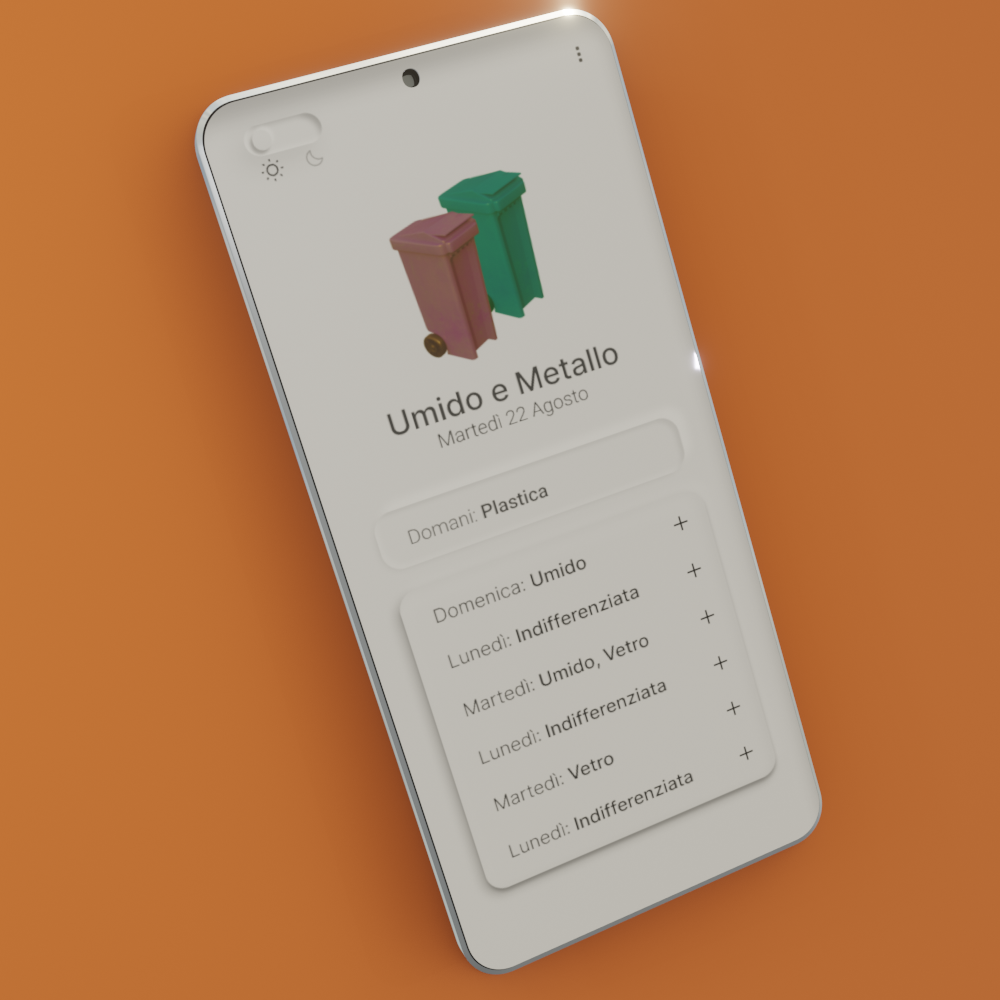 Umido e Metallo
Martedì 22 Agosto
Domani: Plastica
Domenica: Umido
Lunedì: Indifferenziata
Martedì: Umido, Vetro
Lunedì: Indifferenziata
Martedì: Vetro
Lunedì: Indifferenziata